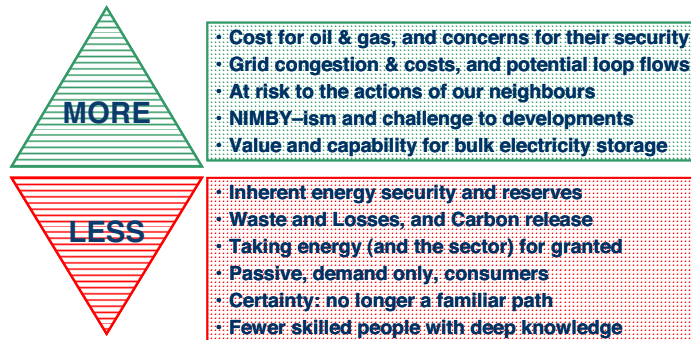 MORE
· Cost for oil & gas, and concerns for their security
· Grid congestion & costs, and potential loop flows
· At risk to the actions of our neighbours
· NIMBY–ism and challenge to developments
· Value and capability for bulk electricity storage
LESS
· Inherent energy security and reserves
· Waste and Losses, and Carbon release
· Taking energy (and the sector) for granted
· Passive, demand only, consumers
· Certainty: no longer a familiar path
· Fewer skilled people with deep knowledge